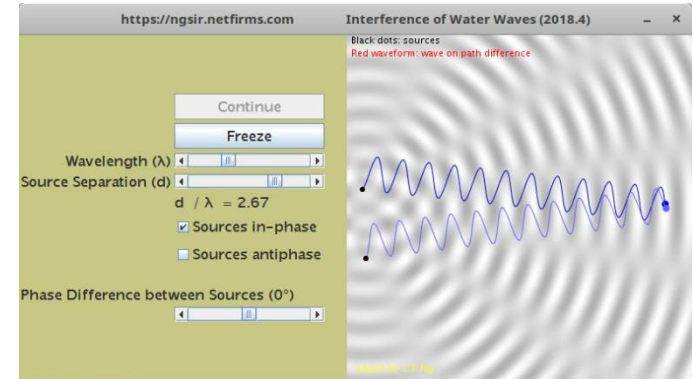 https://ngsir.netfirms.com Interference of Water Waves (2018.4)
Black dots: sources
Red waveform: wave on path difference
Continue
Freeze
Wavelength (λ)
Source Separation (d)
d / λ = 2.67
Sources in-phase
Sources antiphase
Phase Difference between Sources (0°)